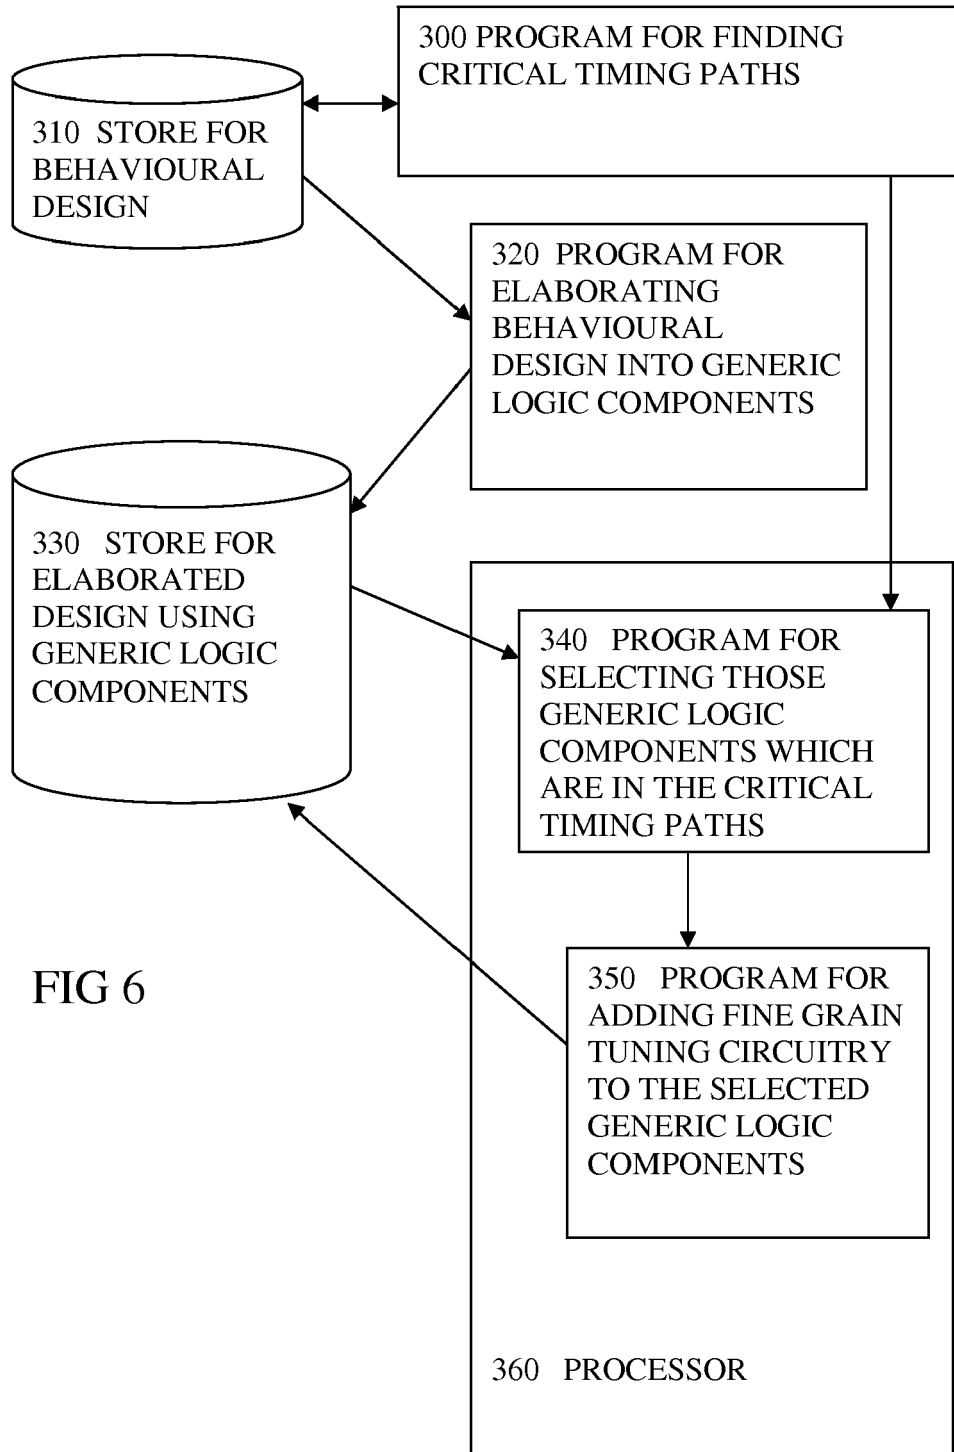 300 PROGRAM FOR FINDING
CRITICAL TIMING PATHS
310 STORE FOR
BEHAVIOURAL
DESIGN
320 PROGRAM FOR
ELABORATING
BEHAVIOURAL
DESIGN INTO GENERIC
LOGIC COMPONENTS
330 STORE FOR
ELABORATED
DESIGN USING
GENERIC LOGIC
COMPONENTS
340 PROGRAM FOR
SELECTING THOSE
GENERIC LOGIC
COMPONENTS WHICH
ARE IN THE CRITICAL
TIMING PATHS
350 PROGRAM FOR
ADDING FINE GRAIN
TUNING CIRCUITRY
TO THE SELECTED
GENERIC LOGIC
COMPONENTS
FIG 6
360 PROCESSOR